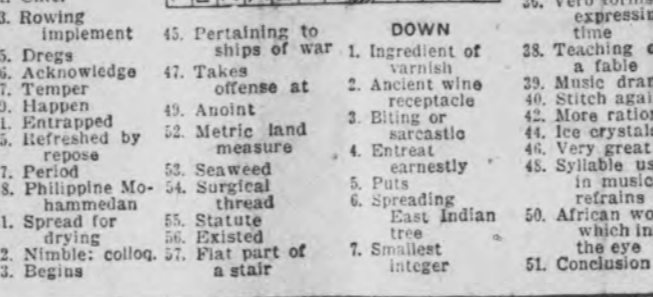 3. Rowing
implement
5. Dregs
6. Acknowledge
7. Temper
9. Happen
1. Entrapped
5. Refreshed by
repose
7. Period
8. Philippine Mo-
hammedan
1. Spread for
drying
2. Nimble: colloq.
3. Begins
45. Pertaining to
ships of war
47. Takes
offense at
49. Anoint
52. Metric land
measure
53. Seaweed
54. Surgical
thread
55. Statute
56. Existed
57. Flat part of
a stair
DOWN
1. Ingredient of
varnish
2. Ancient wine
receptacle
3. Biting or
sarcastic
4. Entreat
earnestly
5. Puts
6. Spreading
East Indian
tree
7. Smallest
integer
expressin
time
38. Teaching o
a fable
39. Music dran
40. Stitch agai
42. More ration
44. Ice crystals
46. Very great
48. Syllable us
in music
refrains
50. African wo
which in
the eye
51. Conclusion